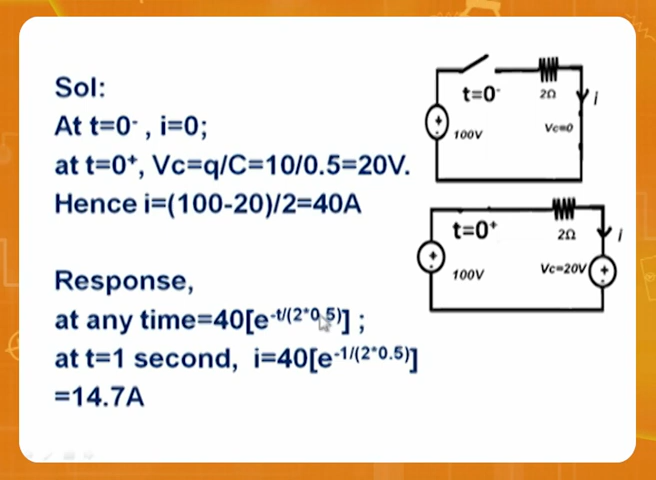 Sol:
At t=0⁻ , i=0;
at t=0⁺, Vc=q/C=10/0.5=20V.
Hence i=(100-20)/2=40A
Response,
at any time=40[e^-t/(2*0.5)] ;
at t=1 second, i=40[e^-1/(2*0.5)]
=14.7A
t=0⁻
2Ω
i
100V
Vc=0
t=0⁺
2Ω
i
100V
Vc=20V